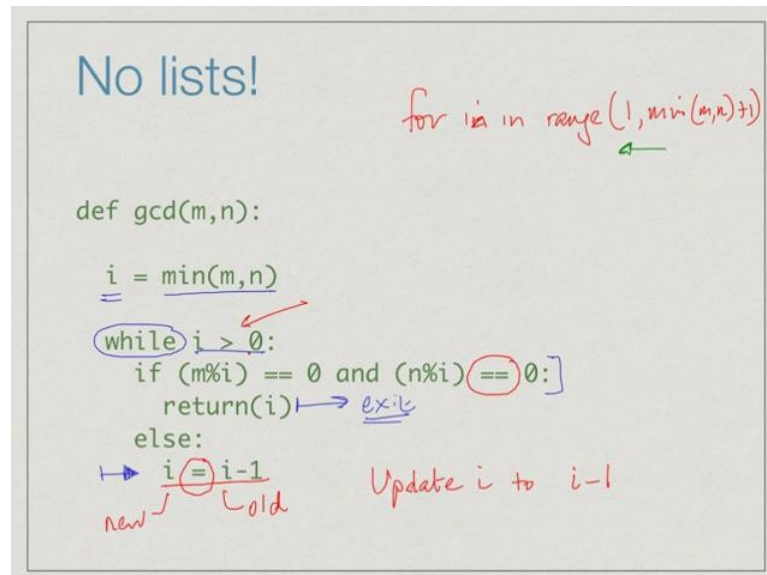 No lists!
for in in range(1, min(m,n)+1)
def gcd(m,n):
i = min(m,n)
while i > 0:
if (m%i) == 0 and (n%i) == 0:
return(i) exit
else:
i = i-1
Update i to i-1
new old